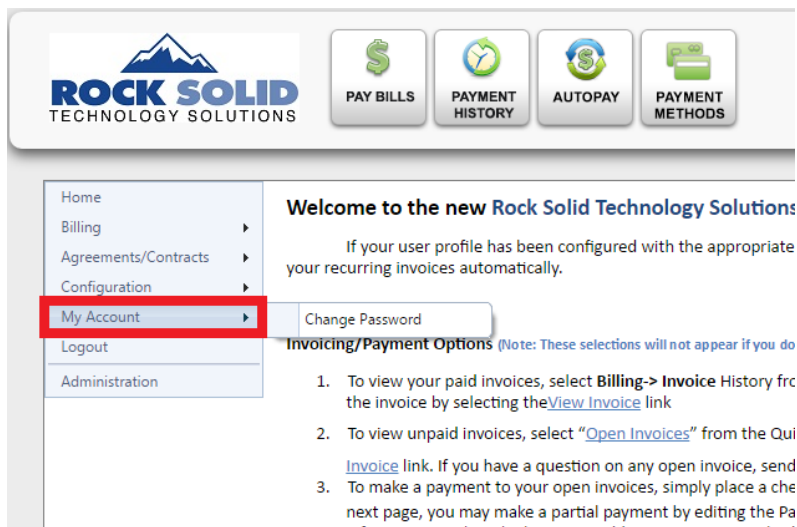 ROCK SOLID
TECHNOLOGY SOLUTIONS
PAY BILLS
PAYMENT
HISTORY
AUTOPAY
PAYMENT
METHODS
Home
Billing
Agreements/Contracts
Configuration
My Account
Change Password
Logout
Administration
Welcome to the new Rock Solid Technology Solutions
If your user profile has been configured with the appropriate
your recurring invoices automatically.
Invoicing/Payment Options (Note: These selections will not appear if you do
1. To view your paid invoices, select Billing-> Invoice History fro
the invoice by selecting theView Invoice link
2. To view unpaid invoices, select “Open Invoices” from the Qui
Invoice link. If you have a question on any open invoice, send
3. To make a payment to your open invoices, simply place a che
next page, you may make a partial payment by editing the Pa